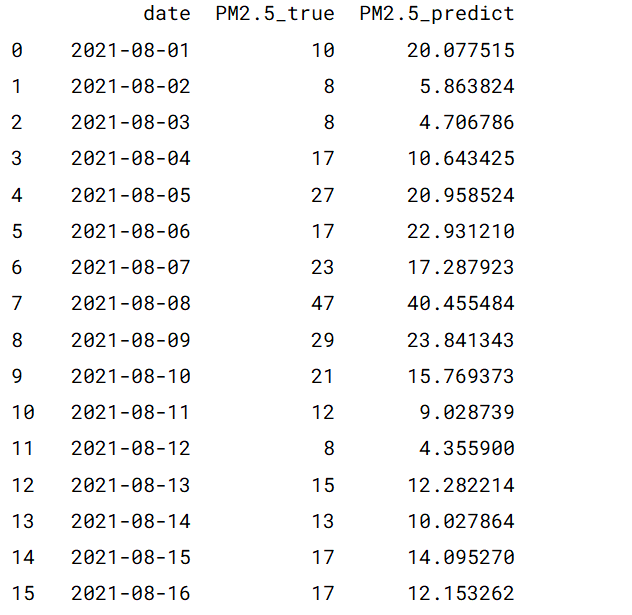 date PM2.5_true PM2.5_predict
0 2021-08-01 10 20.077515
1 2021-08-02 8 5.863824
2 2021-08-03 8 4.706786
3 2021-08-04 17 10.643425
4 2021-08-05 27 20.958524
5 2021-08-06 17 22.931210
6 2021-08-07 23 17.287923
7 2021-08-08 47 40.455484
8 2021-08-09 29 23.841343
9 2021-08-10 21 15.769373
10 2021-08-11 12 9.028739
11 2021-08-12 8 4.355900
12 2021-08-13 15 12.282214
13 2021-08-14 13 10.027864
14 2021-08-15 17 14.095270
15 2021-08-16 17 12.153262